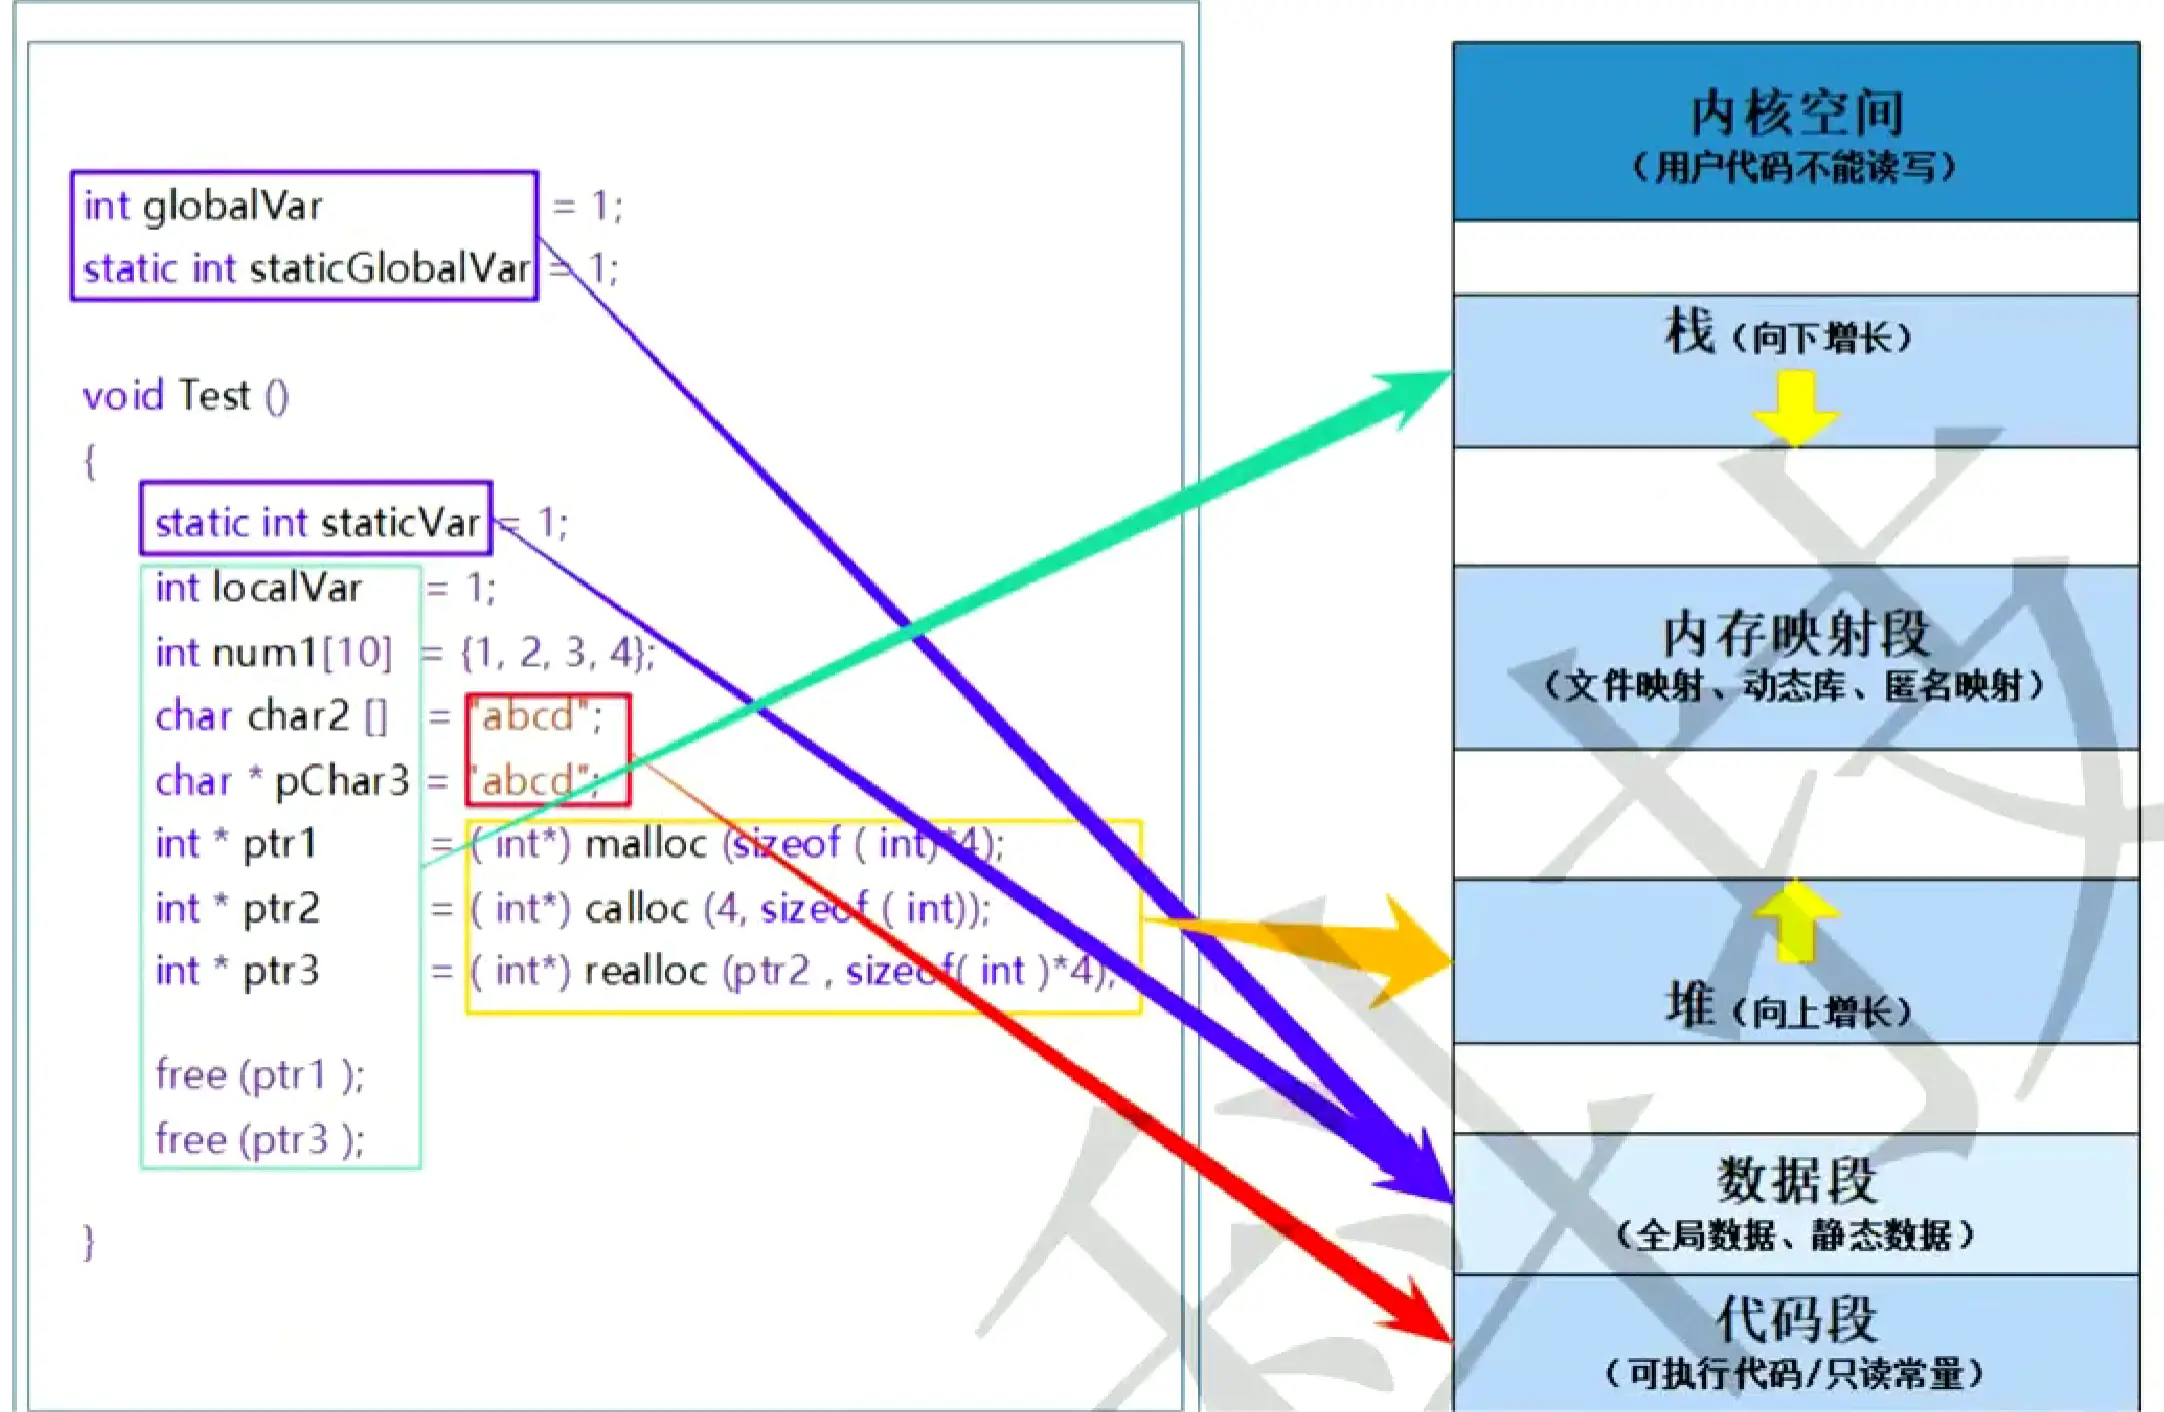 int globalVar = 1;
static int staticGlobalVar = 1;
void Test ()
{
static int staticVar = 1;
int localVar = 1;
int num1[10] = {1, 2, 3, 4};
char char2 [] = "abcd";
char * pChar3 = "abcd";
int * ptr1 = ( int*) malloc (sizeof ( int)*4);
int * ptr2 = ( int*) calloc (4, sizeof ( int));
int * ptr3 = ( int*) realloc (ptr2 , sizeof( int )*4);
free (ptr1 );
free (ptr3 );
}
内核空间
（用户代码不能读写）
栈（向下增长）
内存映射段
（文件映射、动态库、匿名映射）
堆（向上增长）
数据段
（全局数据、静态数据）
代码段
（可执行代码/只读常量）